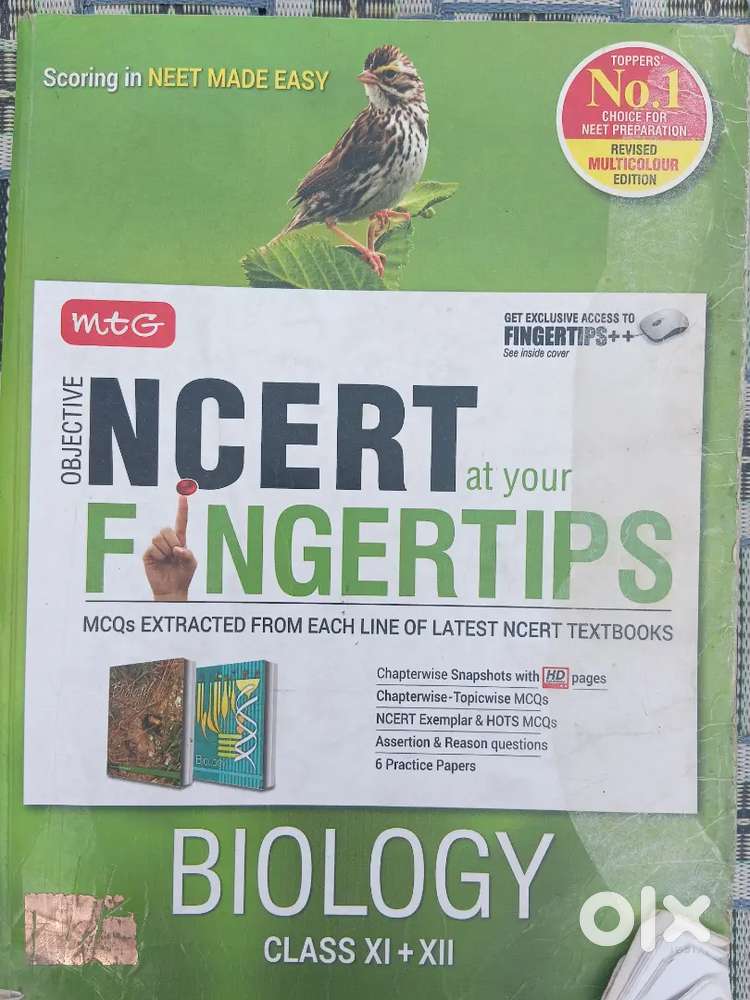 Scoring in NEET MADE EASY
TOPPERS'
No.1
CHOICE FOR
NEET PREPARATION
REVISED
MULTICOLOUR
EDITION
mtG
GET EXCLUSIVE ACCESS TO
FINGERTIPS++
See inside cover
OBJECTIVE
NCERT at your
FINGERTIPS
MCQs EXTRACTED FROM EACH LINE OF LATEST NCERT TEXTBOOKS
Chapterwise Snapshots with HD pages
Chapterwise-Topicwise MCQs
NCERT Exemplar & HOTS MCQs
Assertion & Reason questions
6 Practice Papers
Biology
Biology
BIOLOGY
CLASS XI + XII
olx